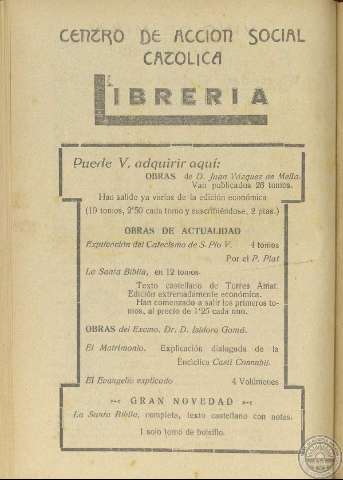 CENTRO DE ACCION SOCIAL
CATOLICA
LIBRERIA
Puede V. adquirir aquí:
OBRAS de D. Juan Vázquez de Mella.
Van publicados 26 tomos.
Han salido ya varios de la edición económica
(19 tomos, 2'50 cada tomo y suscribiéndose, 2 ptas.)
OBRAS DE ACTUALIDAD
Explicación del Catecismo de S. Pío V. 4 tomos
Por el P. Plat
La Santa Biblia, en 12 tomos
Texto castellano de Torres Amat.
Edición extremadamente económica.
Han comenzado a salir los primeros to-
mos, al precio de 1'25 cada uno.
OBRAS del Excmo. Dr. D. Isidoro Gomá.
El Matrimonio. Explicación dialogada de la
Encíclica Casti Connubii.
El Evangelio explicado 4 Volúmenes
GRAN NOVEDAD
La Santa Biblia, completa, texto castellano con notas.
1 solo tomo de bolsillo.